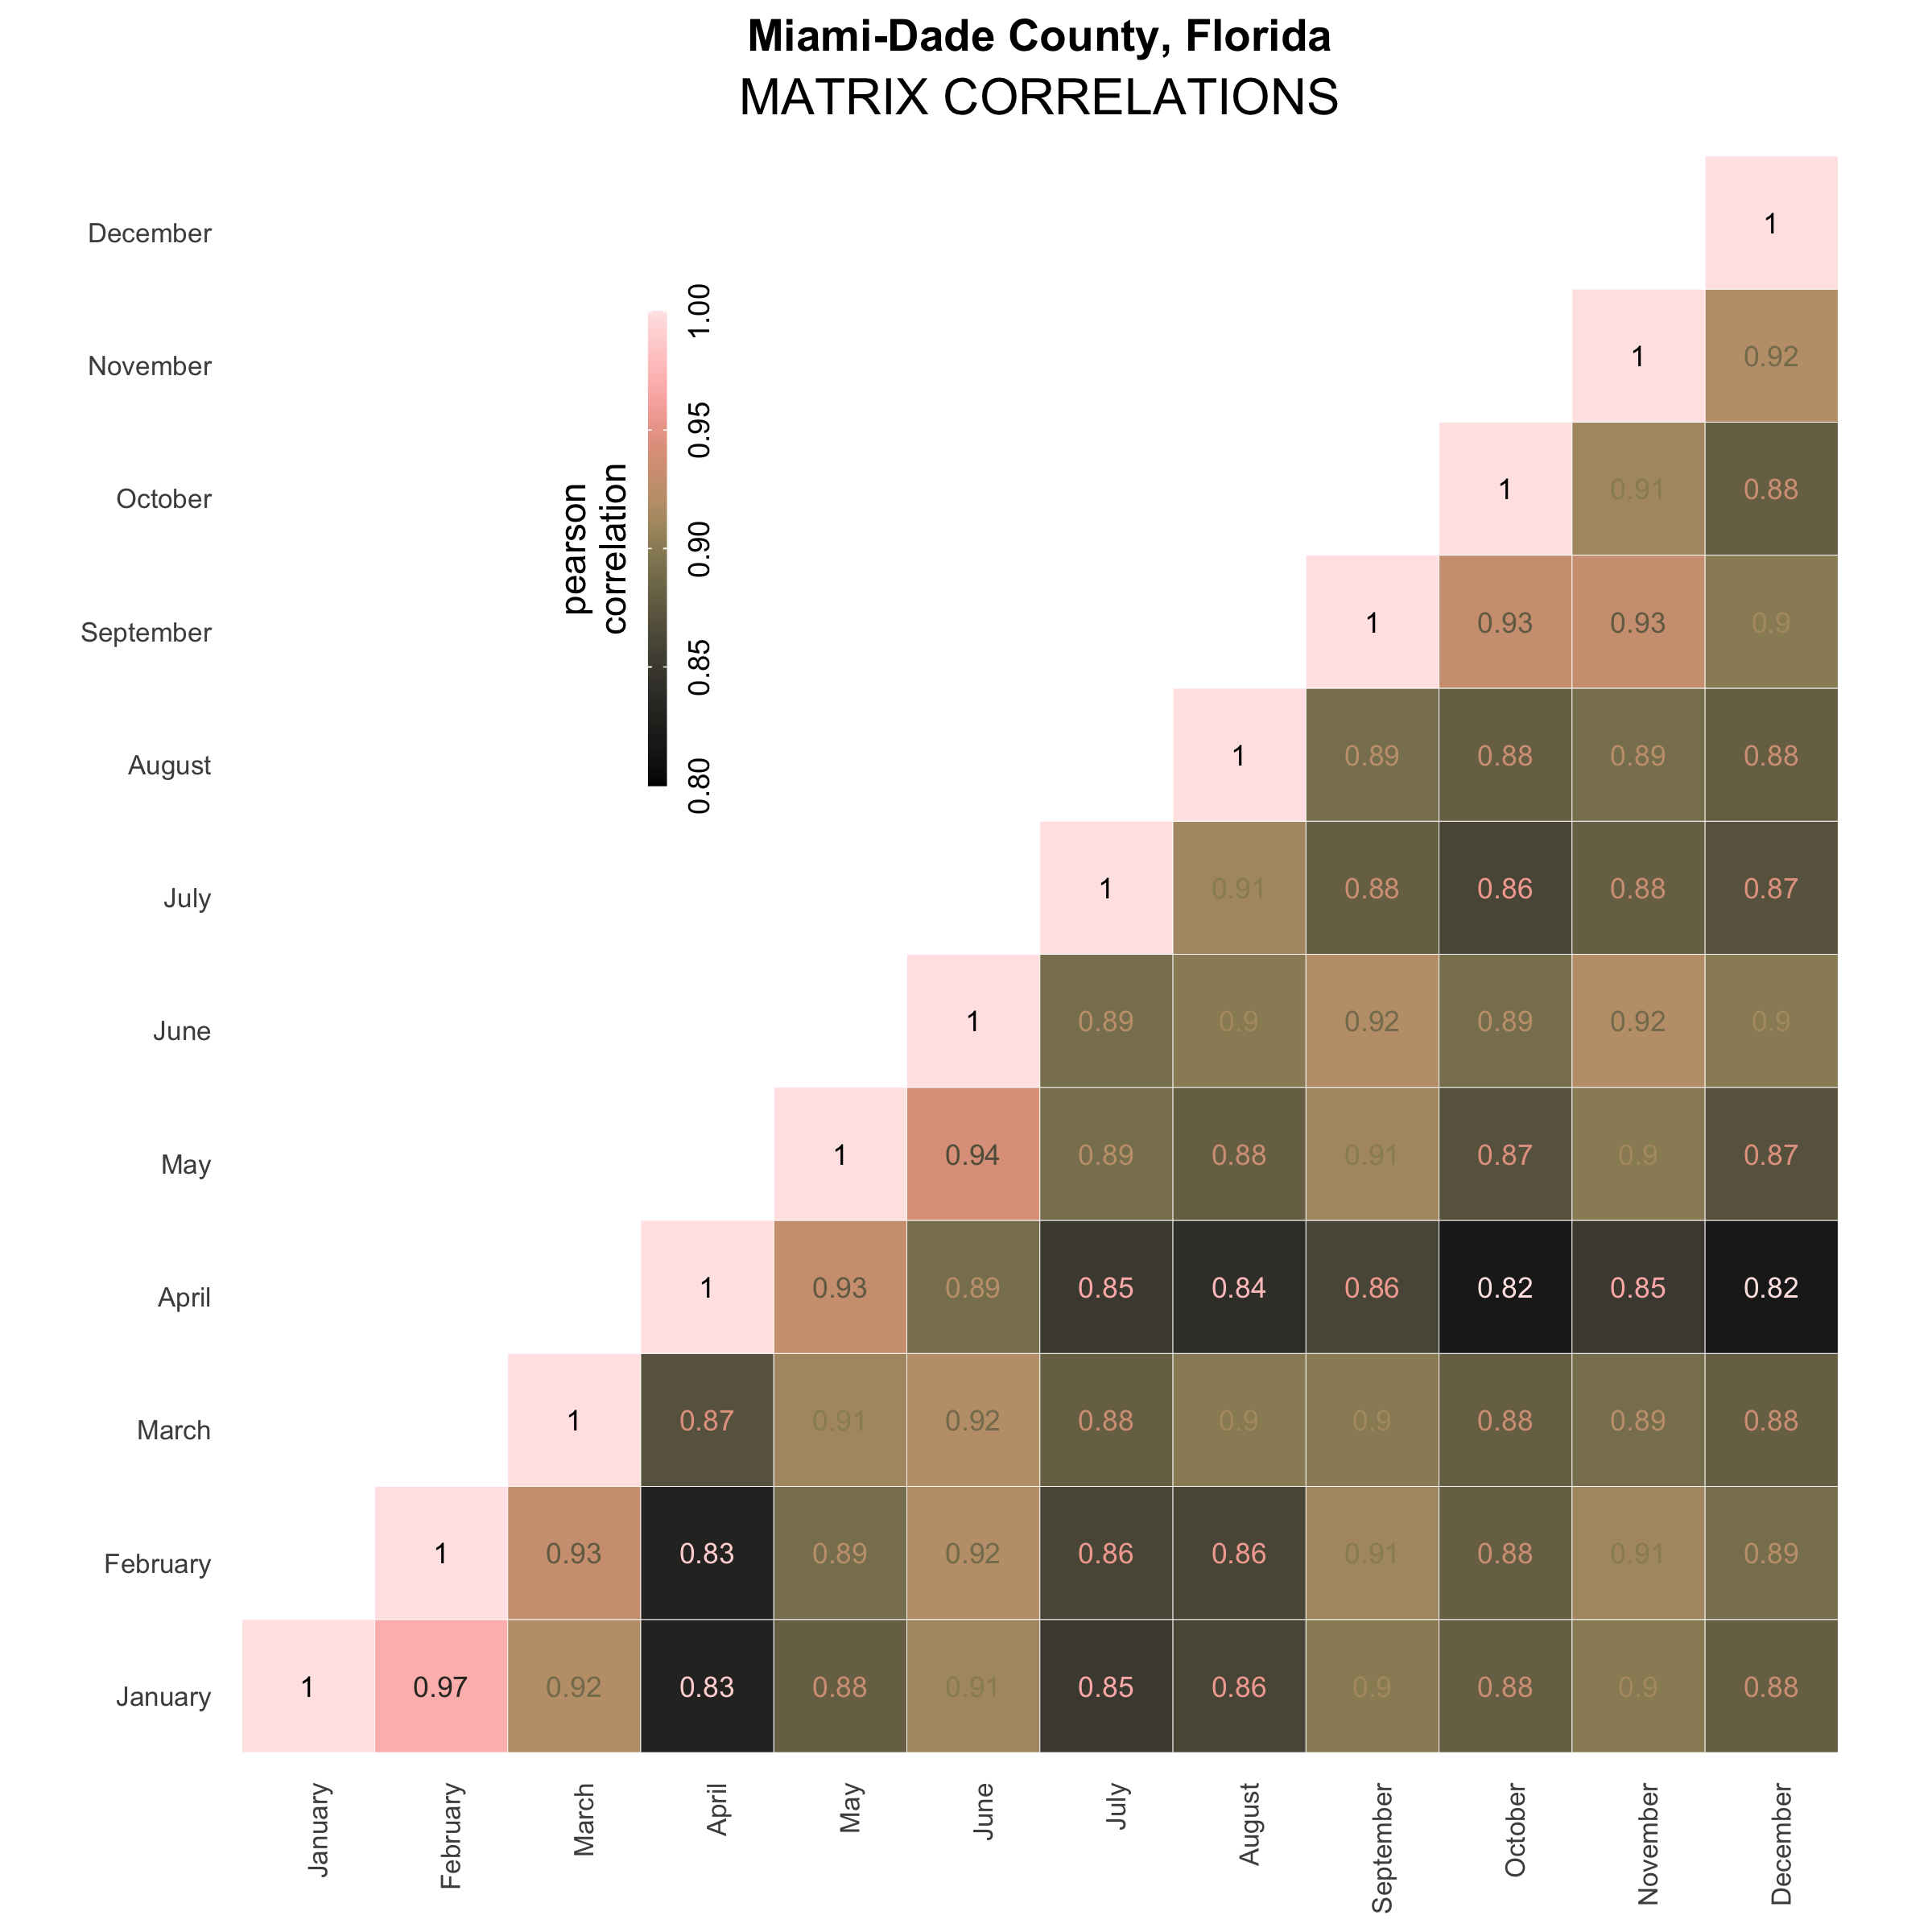 Miami-Dade County, Florida
MATRIX CORRELATIONS
pearson
correlation
1.00
0.95
0.90
0.85
0.80
December 1
November 1 0.92
October 1 0.91 0.88
September 1 0.93 0.93 0.9
August 1 0.89 0.88 0.89 0.88
July 1 0.91 0.88 0.86 0.88 0.87
June 1 0.89 0.9 0.92 0.89 0.92 0.9
May 1 0.94 0.89 0.88 0.91 0.87 0.9 0.87
April 1 0.93 0.89 0.85 0.84 0.86 0.82 0.85 0.82
March 1 0.87 0.91 0.92 0.88 0.9 0.9 0.88 0.89 0.88
February 1 0.93 0.83 0.89 0.92 0.86 0.86 0.91 0.88 0.91 0.89
January 1 0.97 0.92 0.83 0.88 0.91 0.85 0.86 0.9 0.88 0.9 0.88
January February March April May June July August September October November December